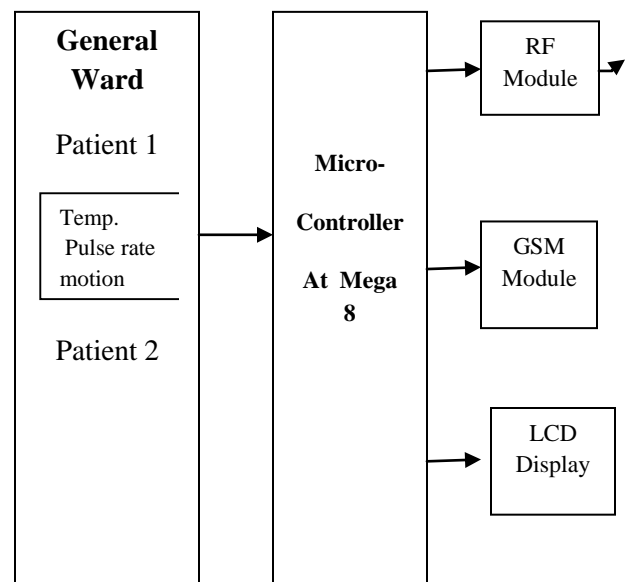 General
Ward
Patient 1
Temp.
Pulse rate
motion
Patient 2
Micro-
Controller
At Mega
8
RF
Module
GSM
Module
LCD
Display